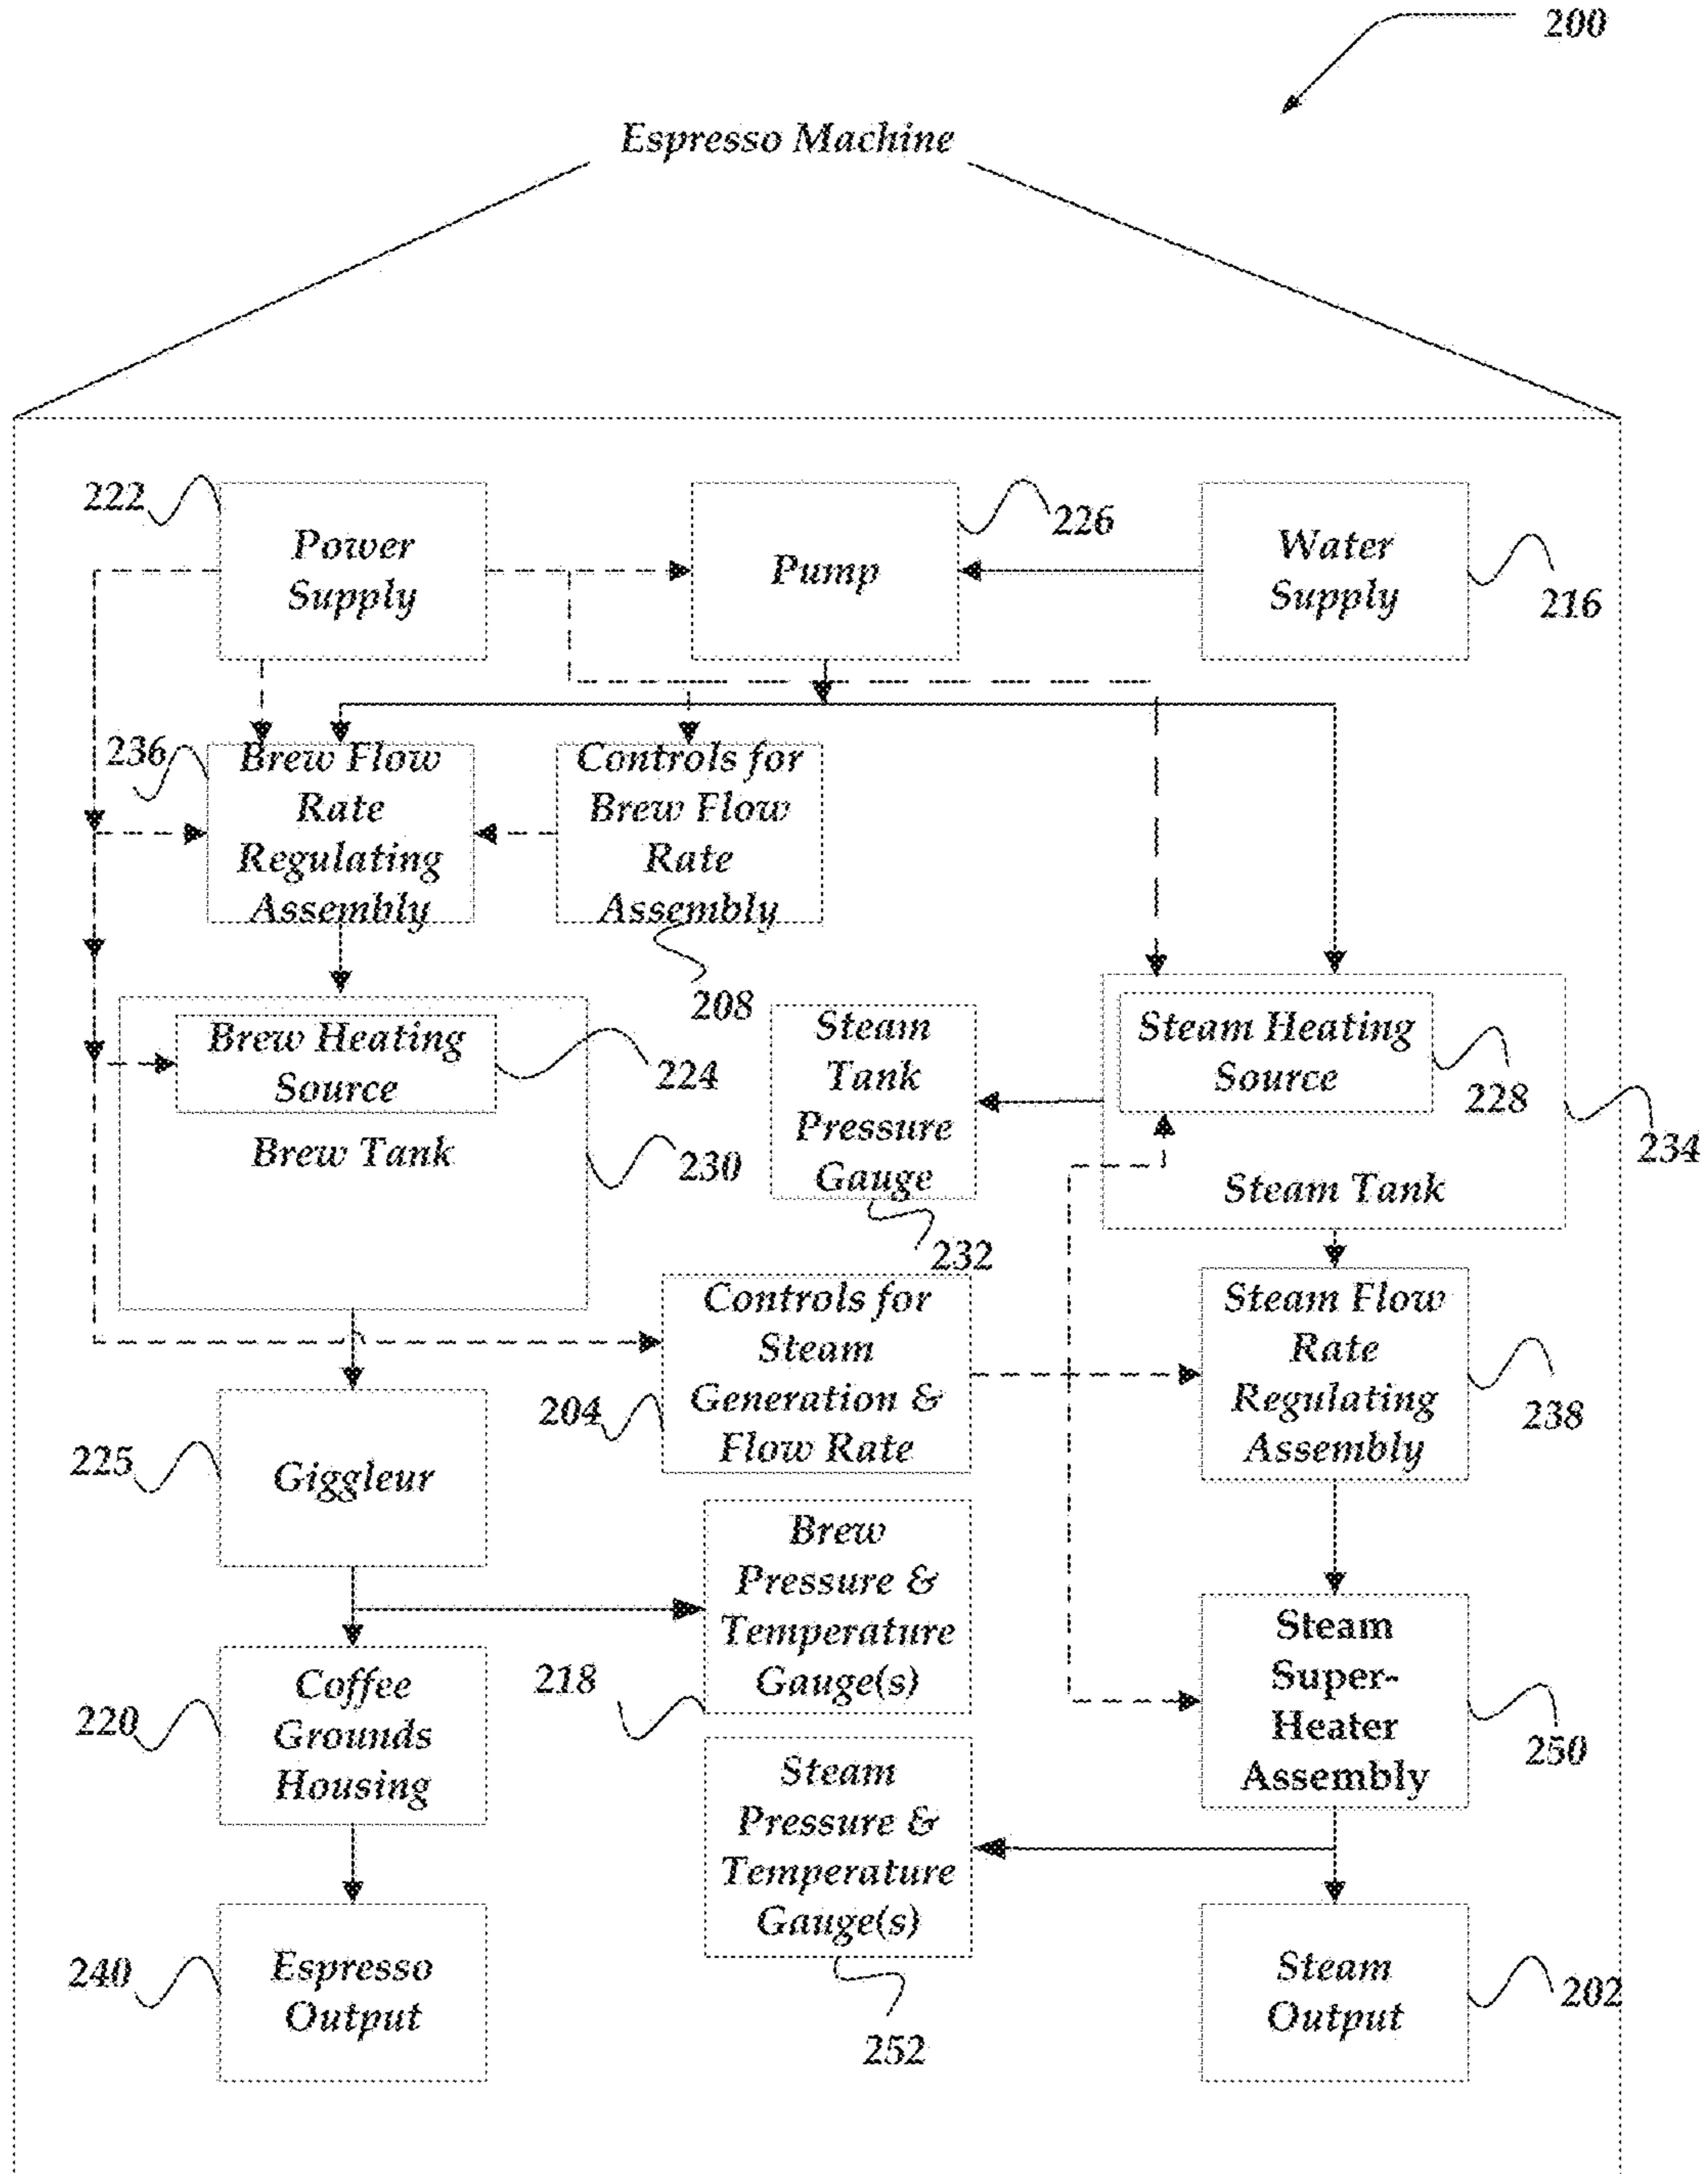 200
Espresso Machine
222
Power
Supply
Pump
226
Water
Supply
216
236
Brew Flow
Rate
Regulating
Assembly
Controls for
Brew Flow
Rate
Assembly
208
Brew Heating
Source
224
Brew Tank
230
Steam
Tank
Pressure
Gauge
232
Steam Heating
Source
228
234
Steam Tank
Controls for
Steam
Generation &
Flow Rate
204
Steam Flow
Rate
Regulating
Assembly
238
225
Giggleur
Brew
Pressure &
Temperature
Gauge(s)
218
Steam
Super-
Heater
Assembly
250
220
Coffee
Grounds
Housing
Steam
Pressure &
Temperature
Gauge(s)
252
240
Espresso
Output
Steam
Output
202